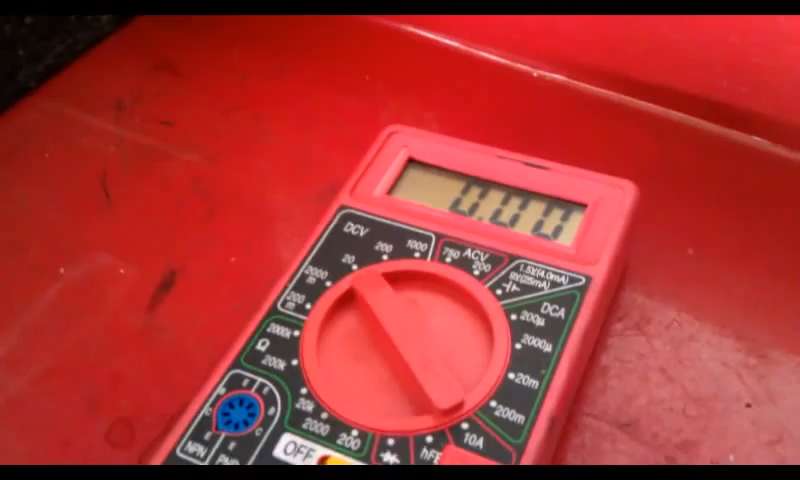 0.00
DCV
200
1000
750
ACV
200
1.5V(4.0mA)
9V(25mA)
20
2000
m
200
m
DCA
200µ
2000µ
20m
200m
10A
2000k
Ω
200k
20k
2000
200
hFE
OFF
E
B
C
E
E
B
C
E
NPN
PNP